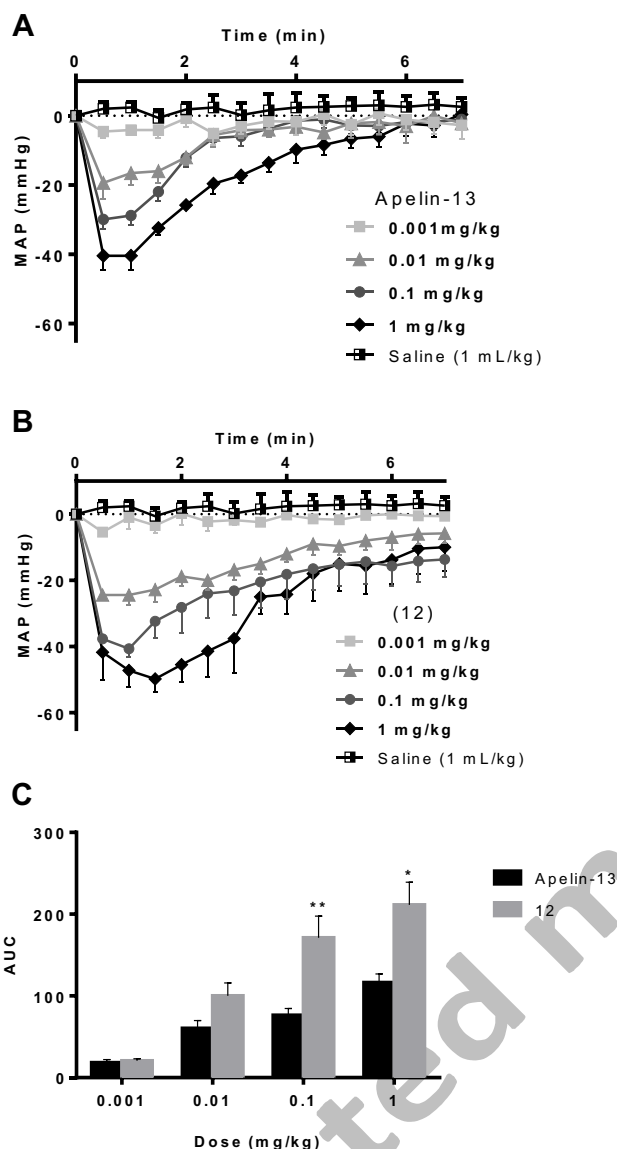 A
Time (min)
0 2 4 6
0
-20
-40
-60
MAP (mmHg)
Apelin-13
0.001mg/kg
0.01 mg/kg
0.1 mg/kg
1 mg/kg
Saline (1 mL/kg)
B
Time (min)
0 2 4 6
0
-20
-40
-60
MAP (mmHg)
(12)
0.001 mg/kg
0.01 mg/kg
0.1 mg/kg
1 mg/kg
Saline (1 mL/kg)
C
300
200
100
0
AUC
** *
Apelin-13
12
0.001 0.01 0.1 1
Dose (mg/kg)
ted m